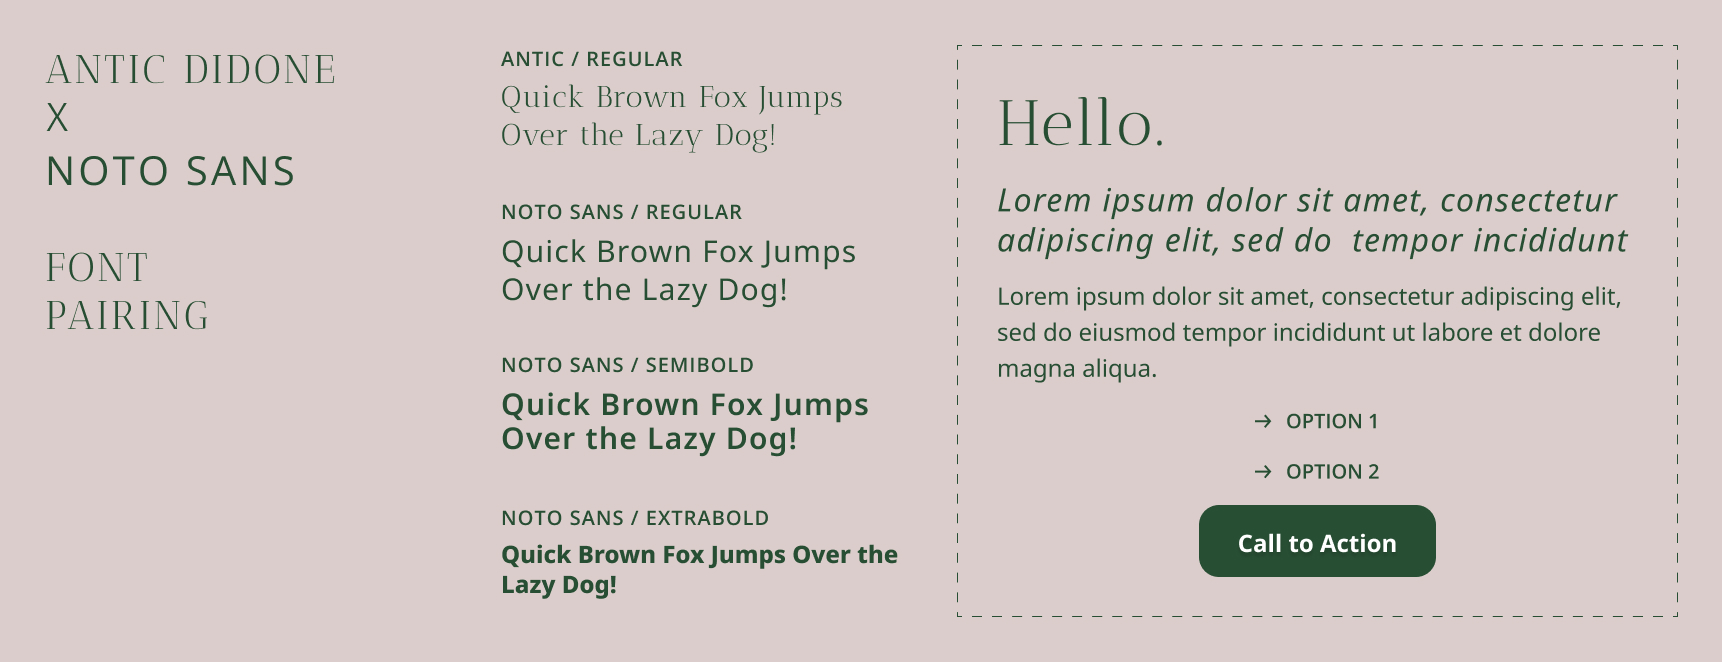 ANTIC DIDONE
X
NOTO SANS
FONT
PAIRING
ANTIC / REGULAR
Quick Brown Fox Jumps
Over the Lazy Dog!
NOTO SANS / REGULAR
Quick Brown Fox Jumps
Over the Lazy Dog!
NOTO SANS / SEMIBOLD
Quick Brown Fox Jumps
Over the Lazy Dog!
NOTO SANS / EXTRABOLD
Quick Brown Fox Jumps Over the
Lazy Dog!
Hello.
Lorem ipsum dolor sit amet, consectetur
adipiscing elit, sed do  tempor incididunt
Lorem ipsum dolor sit amet, consectetur adipiscing elit,
sed do eiusmod tempor incididunt ut labore et dolore
magna aliqua.
→ OPTION 1
→ OPTION 2
Call to Action